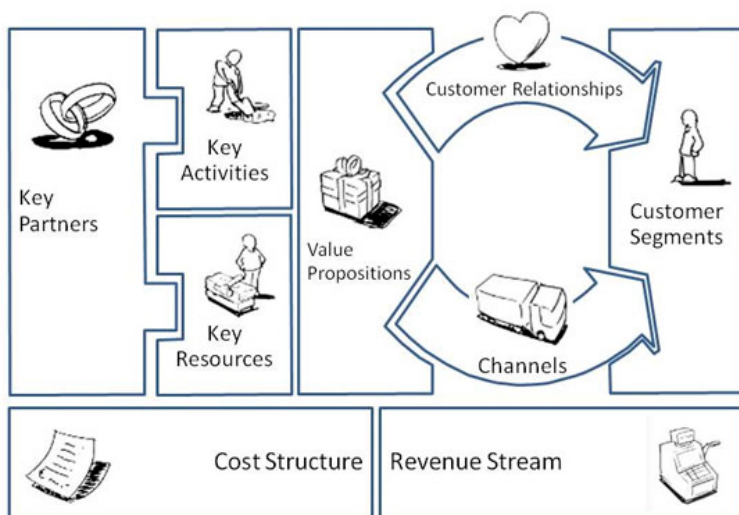 Key
Partners
Key
Activities
Key
Resources
Value
Propositions
Customer Relationships
Channels
Customer
Segments
Cost Structure
Revenue Stream